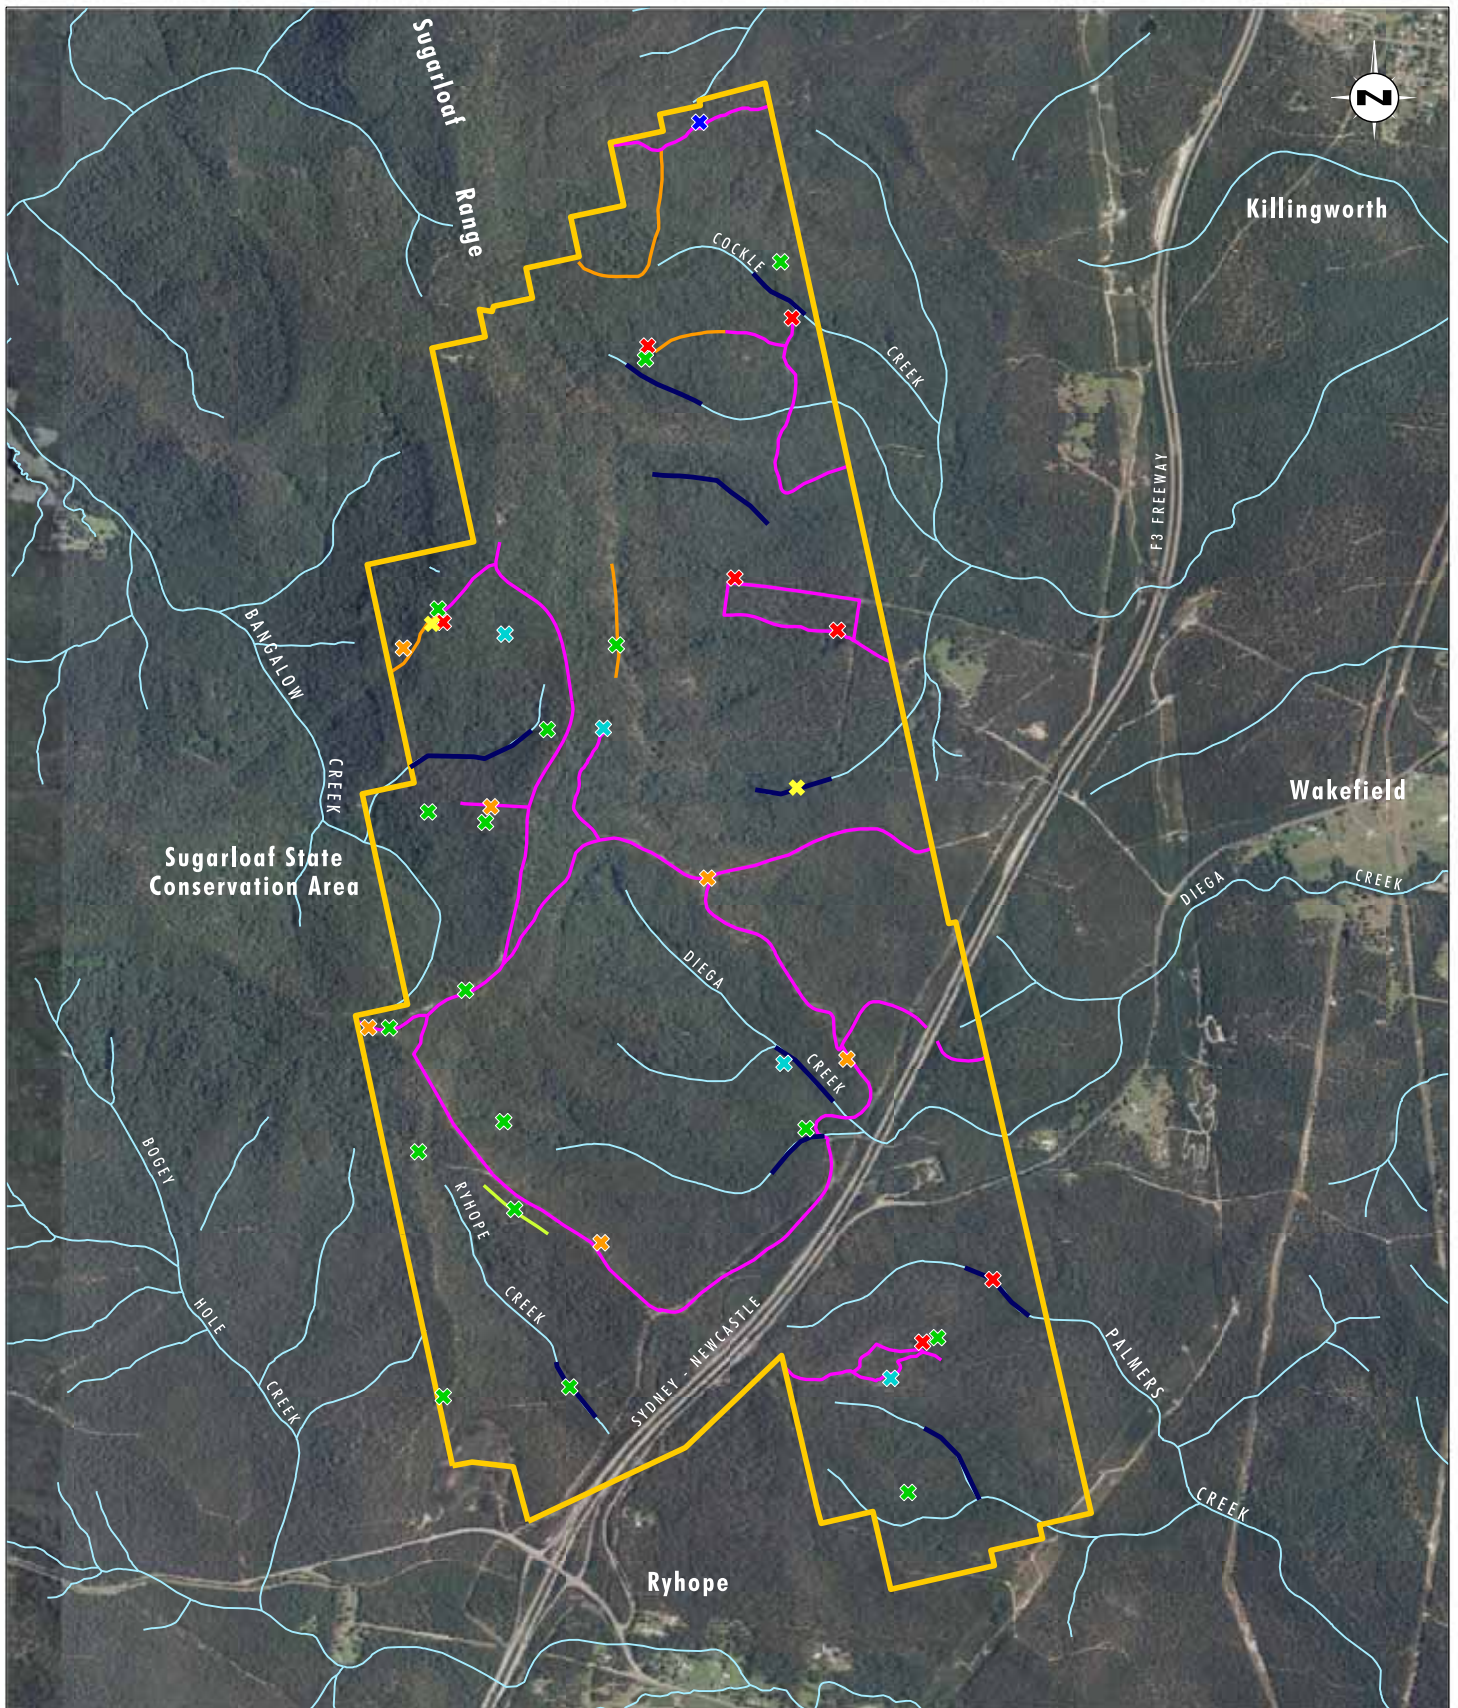 Sugarloaf
Range
N
Killingworth
COCKLE
CREEK
F3 FREEWAY
BANGALOW
CREEK
Wakefield
Sugarloaf State
Conservation Area
DIEGA
CREEK
DIEGA
CREEK
BOGEY
HOLE
CREEK
RYHOPE
CREEK
SYDNEY - NEWCASTLE
PALMERS
CREEK
Ryhope